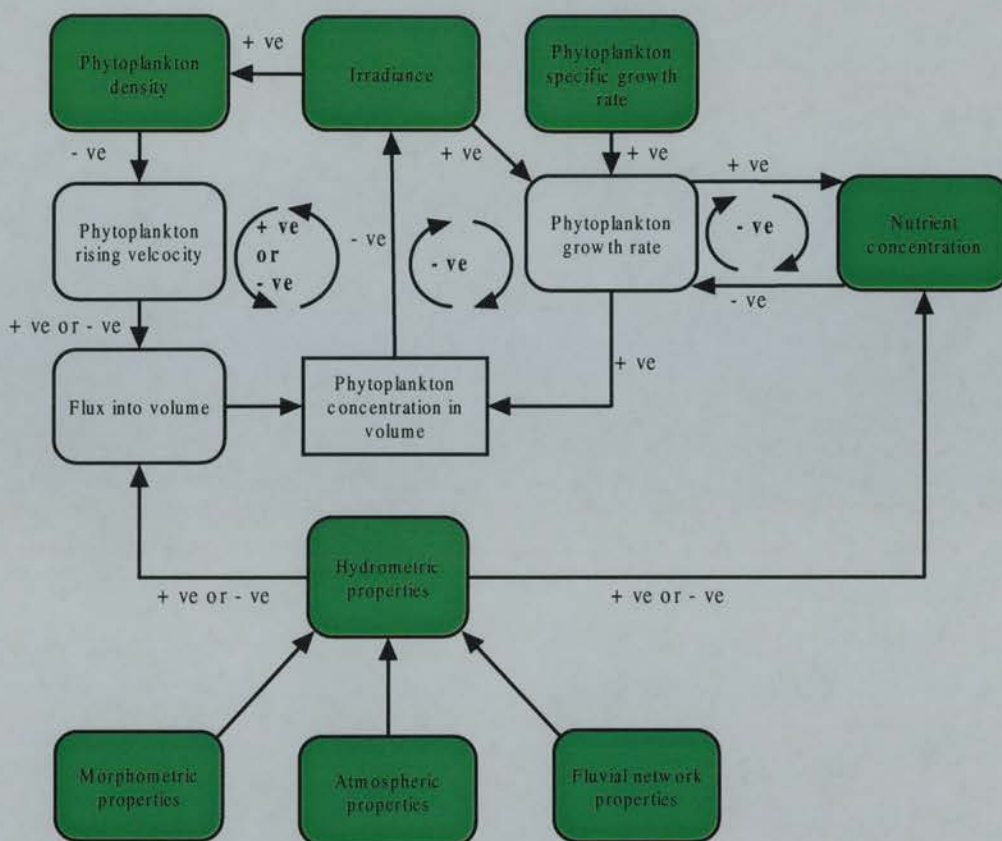 + ve
Phytoplankton
density
Irradiance
Phytoplankton
specific growth
rate
- ve
+ ve
+ ve
+ ve
Phytoplankton
rising velcocity
+ ve
or
- ve
- ve
- ve
Phytoplankton
growth rate
- ve
Nutrient
concentration
- ve
+ ve or - ve
+ ve
Flux into volume
Phytoplankton
concentration in
volume
Hydrometric
properties
+ ve or - ve
+ ve or - ve
Morphometric
properties
Atmospheric
properties
Fluvial network
properties